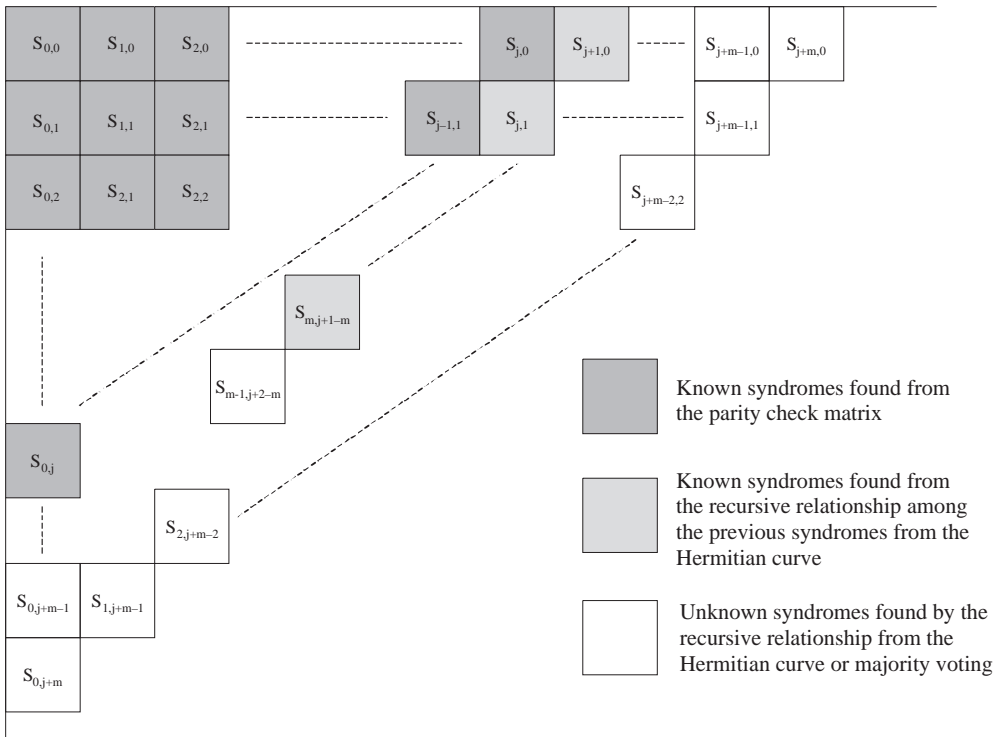 S0,0 S1,0 S2,0 Sj,0 Sj+1,0 Sj+m–1,0 Sj+m,0
S0,1 S1,1 S2,1 Sj–1,1 Sj,1 Sj+m–1,1
S0,2 S2,1 S2,2 Sj+m–2,2
Sm,j+1–m
Sm-1,j+2–m
Known syndromes found from
the parity check matrix
S0,j
Known syndromes found from
the recursive relationship among
the previous syndromes from the
Hermitian curve
S2,j+m–2
S0,j+m–1 S1,j+m–1
Unknown syndromes found by the
recursive relationship from the
Hermitian curve or majority voting
S0,j+m